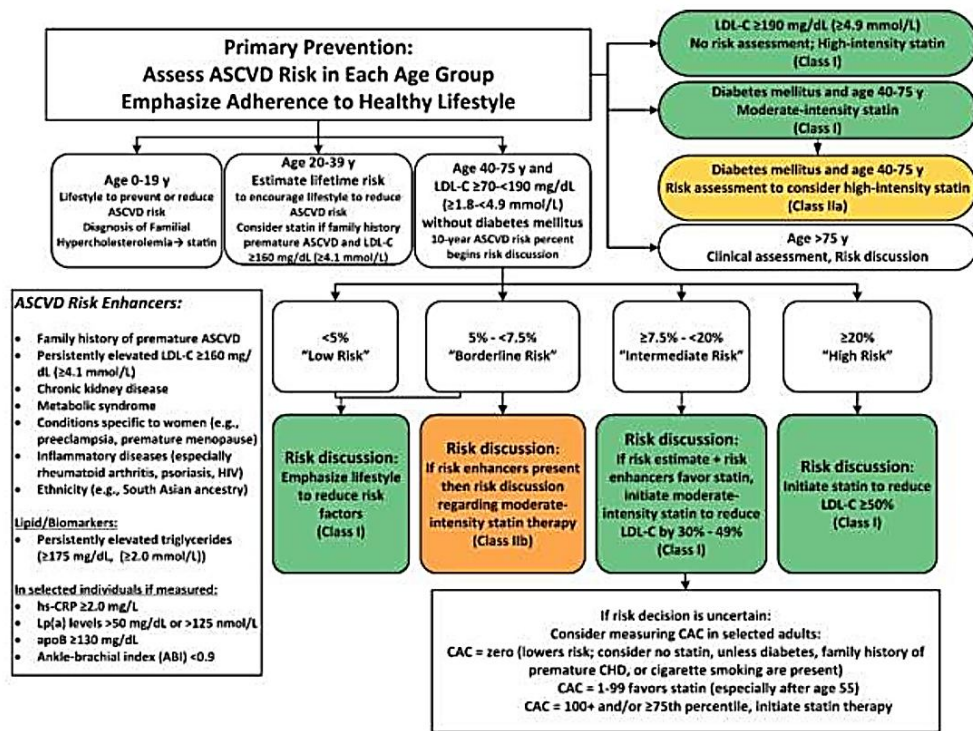 Primary Prevention:
Assess ASCVD Risk in Each Age Group
Emphasize Adherence to Healthy Lifestyle
LDL-C ≥190 mg/dL (≥4.9 mmol/L)
No risk assessment; High-intensity statin
(Class I)
Diabetes mellitus and age 40-75 y
Moderate-intensity statin
(Class I)
Diabetes mellitus and age 40-75 y
Risk assessment to consider high-intensity statin
(Class IIa)
Age >75 y
Clinical assessment, Risk discussion
Age 0-19 y
Lifestyle to prevent or reduce
ASCVD risk
Diagnosis of Familial
Hypercholesterolemia→ statin
Age 20-39 y
Estimate lifetime risk
to encourage lifestyle to reduce
ASCVD risk
Consider statin if family history
premature ASCVD and LDL-C
≥160 mg/dL (≥4.1 mmol/L)
Age 40-75 y and
LDL-C ≥70-<190 mg/dL
(≥1.8-<4.9 mmol/L)
without diabetes mellitus
10-year ASCVD risk percent
begins risk discussion
<5%
"Low Risk"
5% - <7.5%
"Borderline Risk"
≥7.5% - <20%
"Intermediate Risk"
≥20%
"High Risk"
Risk discussion:
Emphasize lifestyle
to reduce risk
factors
(Class I)
Risk discussion:
If risk enhancers present
then risk discussion
regarding moderate-
intensity statin therapy
(Class IIb)
Risk discussion:
If risk estimate + risk
enhancers favor statin,
initiate moderate-
intensity statin to reduce
LDL-C by 30% - 49%
(Class I)
Risk discussion:
Initiate statin to reduce
LDL-C ≥50%
(Class I)
ASCVD Risk Enhancers:
• Family history of premature ASCVD
• Persistently elevated LDL-C ≥160 mg/
dL (≥4.1 mmol/L)
• Chronic kidney disease
• Metabolic syndrome
• Conditions specific to women (e.g.,
preeclampsia, premature menopause)
• Inflammatory diseases (especially
rheumatoid arthritis, psoriasis, HIV)
• Ethnicity (e.g., South Asian ancestry)
Lipid/Biomarkers:
• Persistently elevated triglycerides
(≥175 mg/dL, (≥2.0 mmol/L))
In selected individuals if measured:
• hs-CRP ≥2.0 mg/L
• Lp(a) levels >50 mg/dL or >125 nmol/L
• apoB ≥130 mg/dL
• Ankle-brachial index (ABI) <0.9
If risk decision is uncertain:
Consider measuring CAC in selected adults:
CAC = zero (lowers risk; consider no statin, unless diabetes, family history of
premature CHD, or cigarette smoking are present)
CAC = 1-99 favors statin (especially after age 55)
CAC = 100+ and/or ≥75th percentile, initiate statin therapy